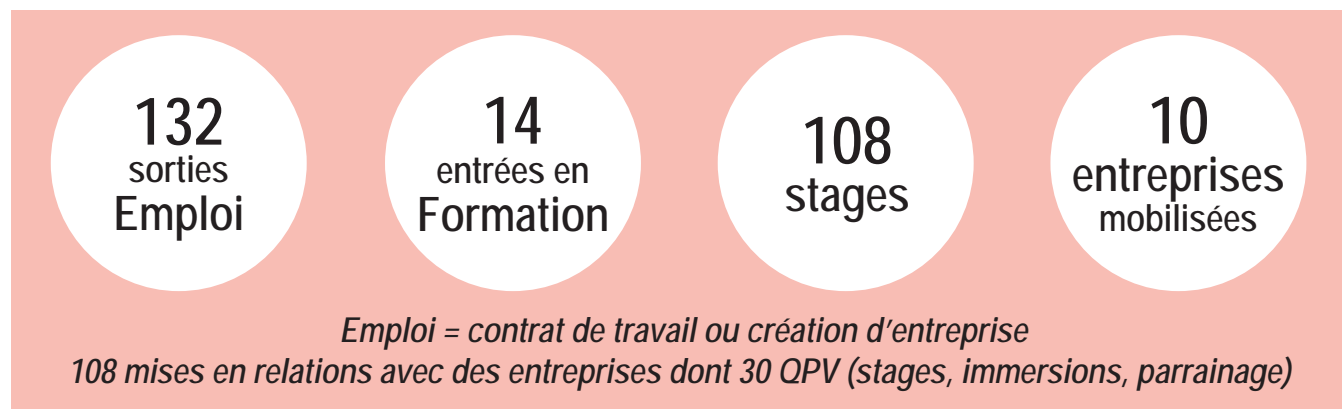 132
sorties
Emploi
14
entrées en
Formation
108
stages
10
entreprises
mobilisées
Emploi = contrat de travail ou création d’entreprise
108 mises en relations avec des entreprises dont 30 QPV (stages, immersions, parrainage)